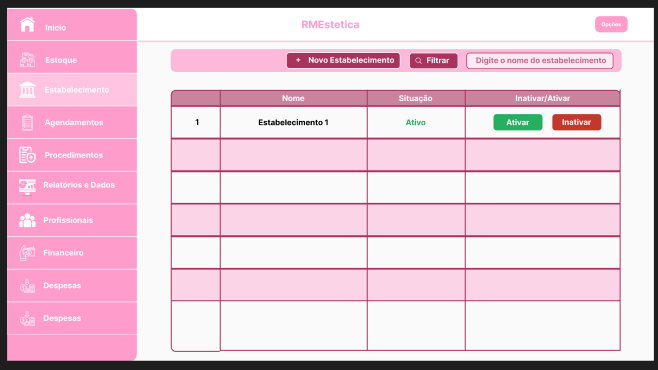 RMEstetica
Opções
Inicio
Estoque
Estabelecimento
Agendamentos
Procedimentos
Relatórios e Dados
Profissionais
Financeiro
Despesas
Despesas
+ Novo Estabelecimento
Filtrar
Digite o nome do estabelecimento
Nome Situação Inativar/Ativar
1 Estabelecimento 1 Ativo Ativar Inativar